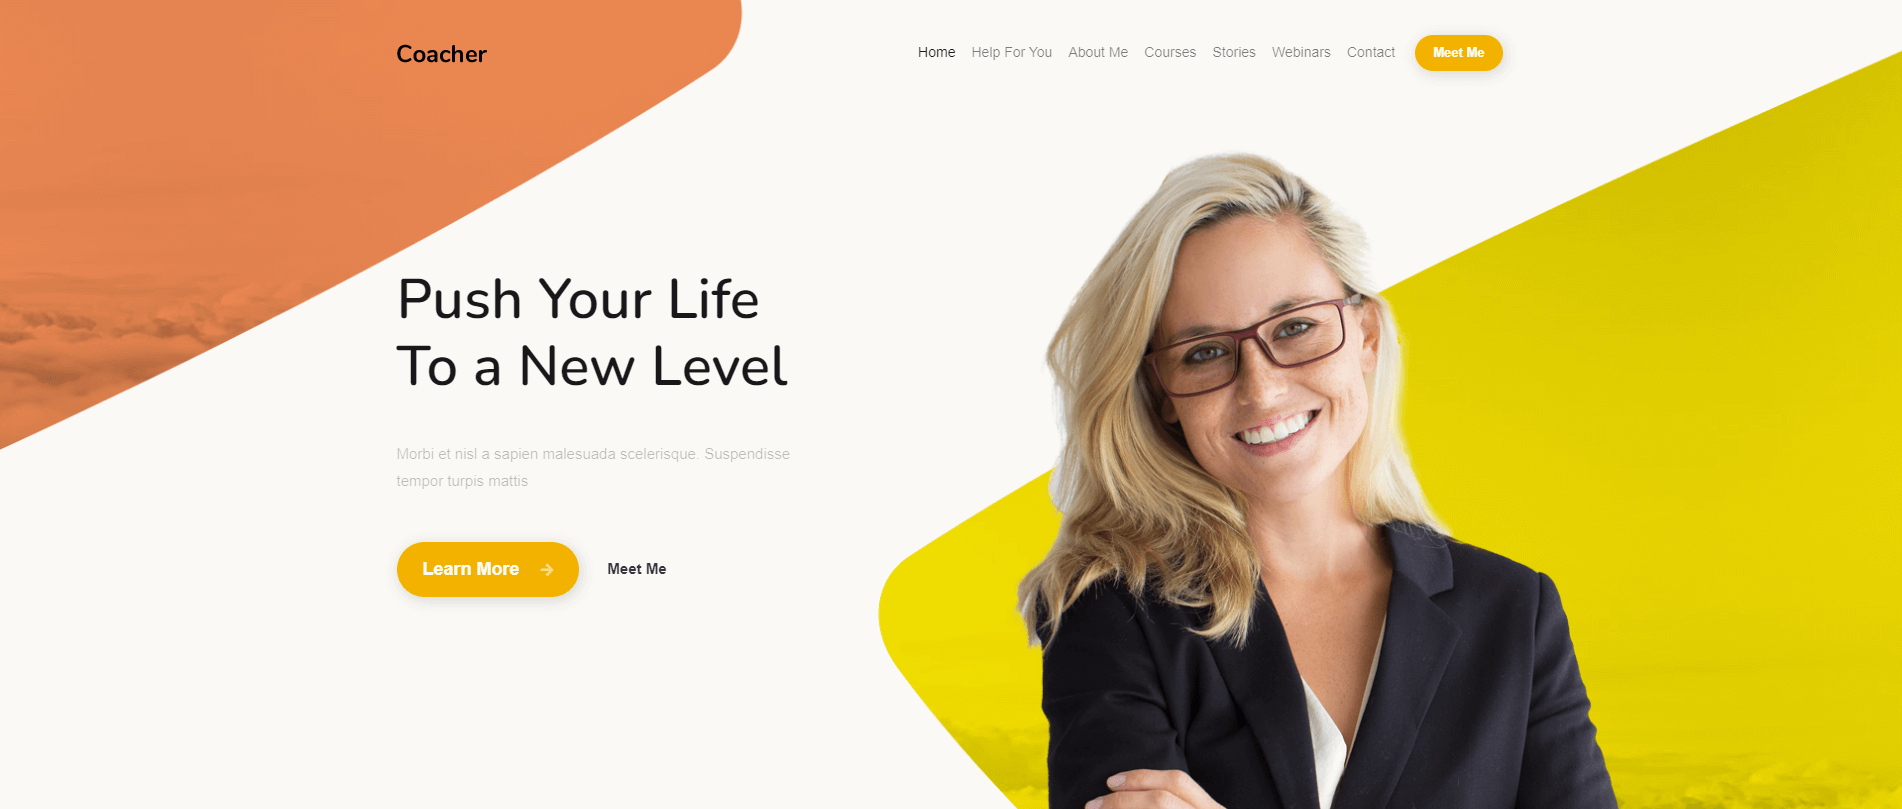 Coacher
Home Help For You About Me Courses Stories Webinars Contact Meet Me
Push Your Life
To a New Level
Morbi et nisl a sapien malesuada scelerisque. Suspendisse
tempor turpis mattis
Learn More Meet Me